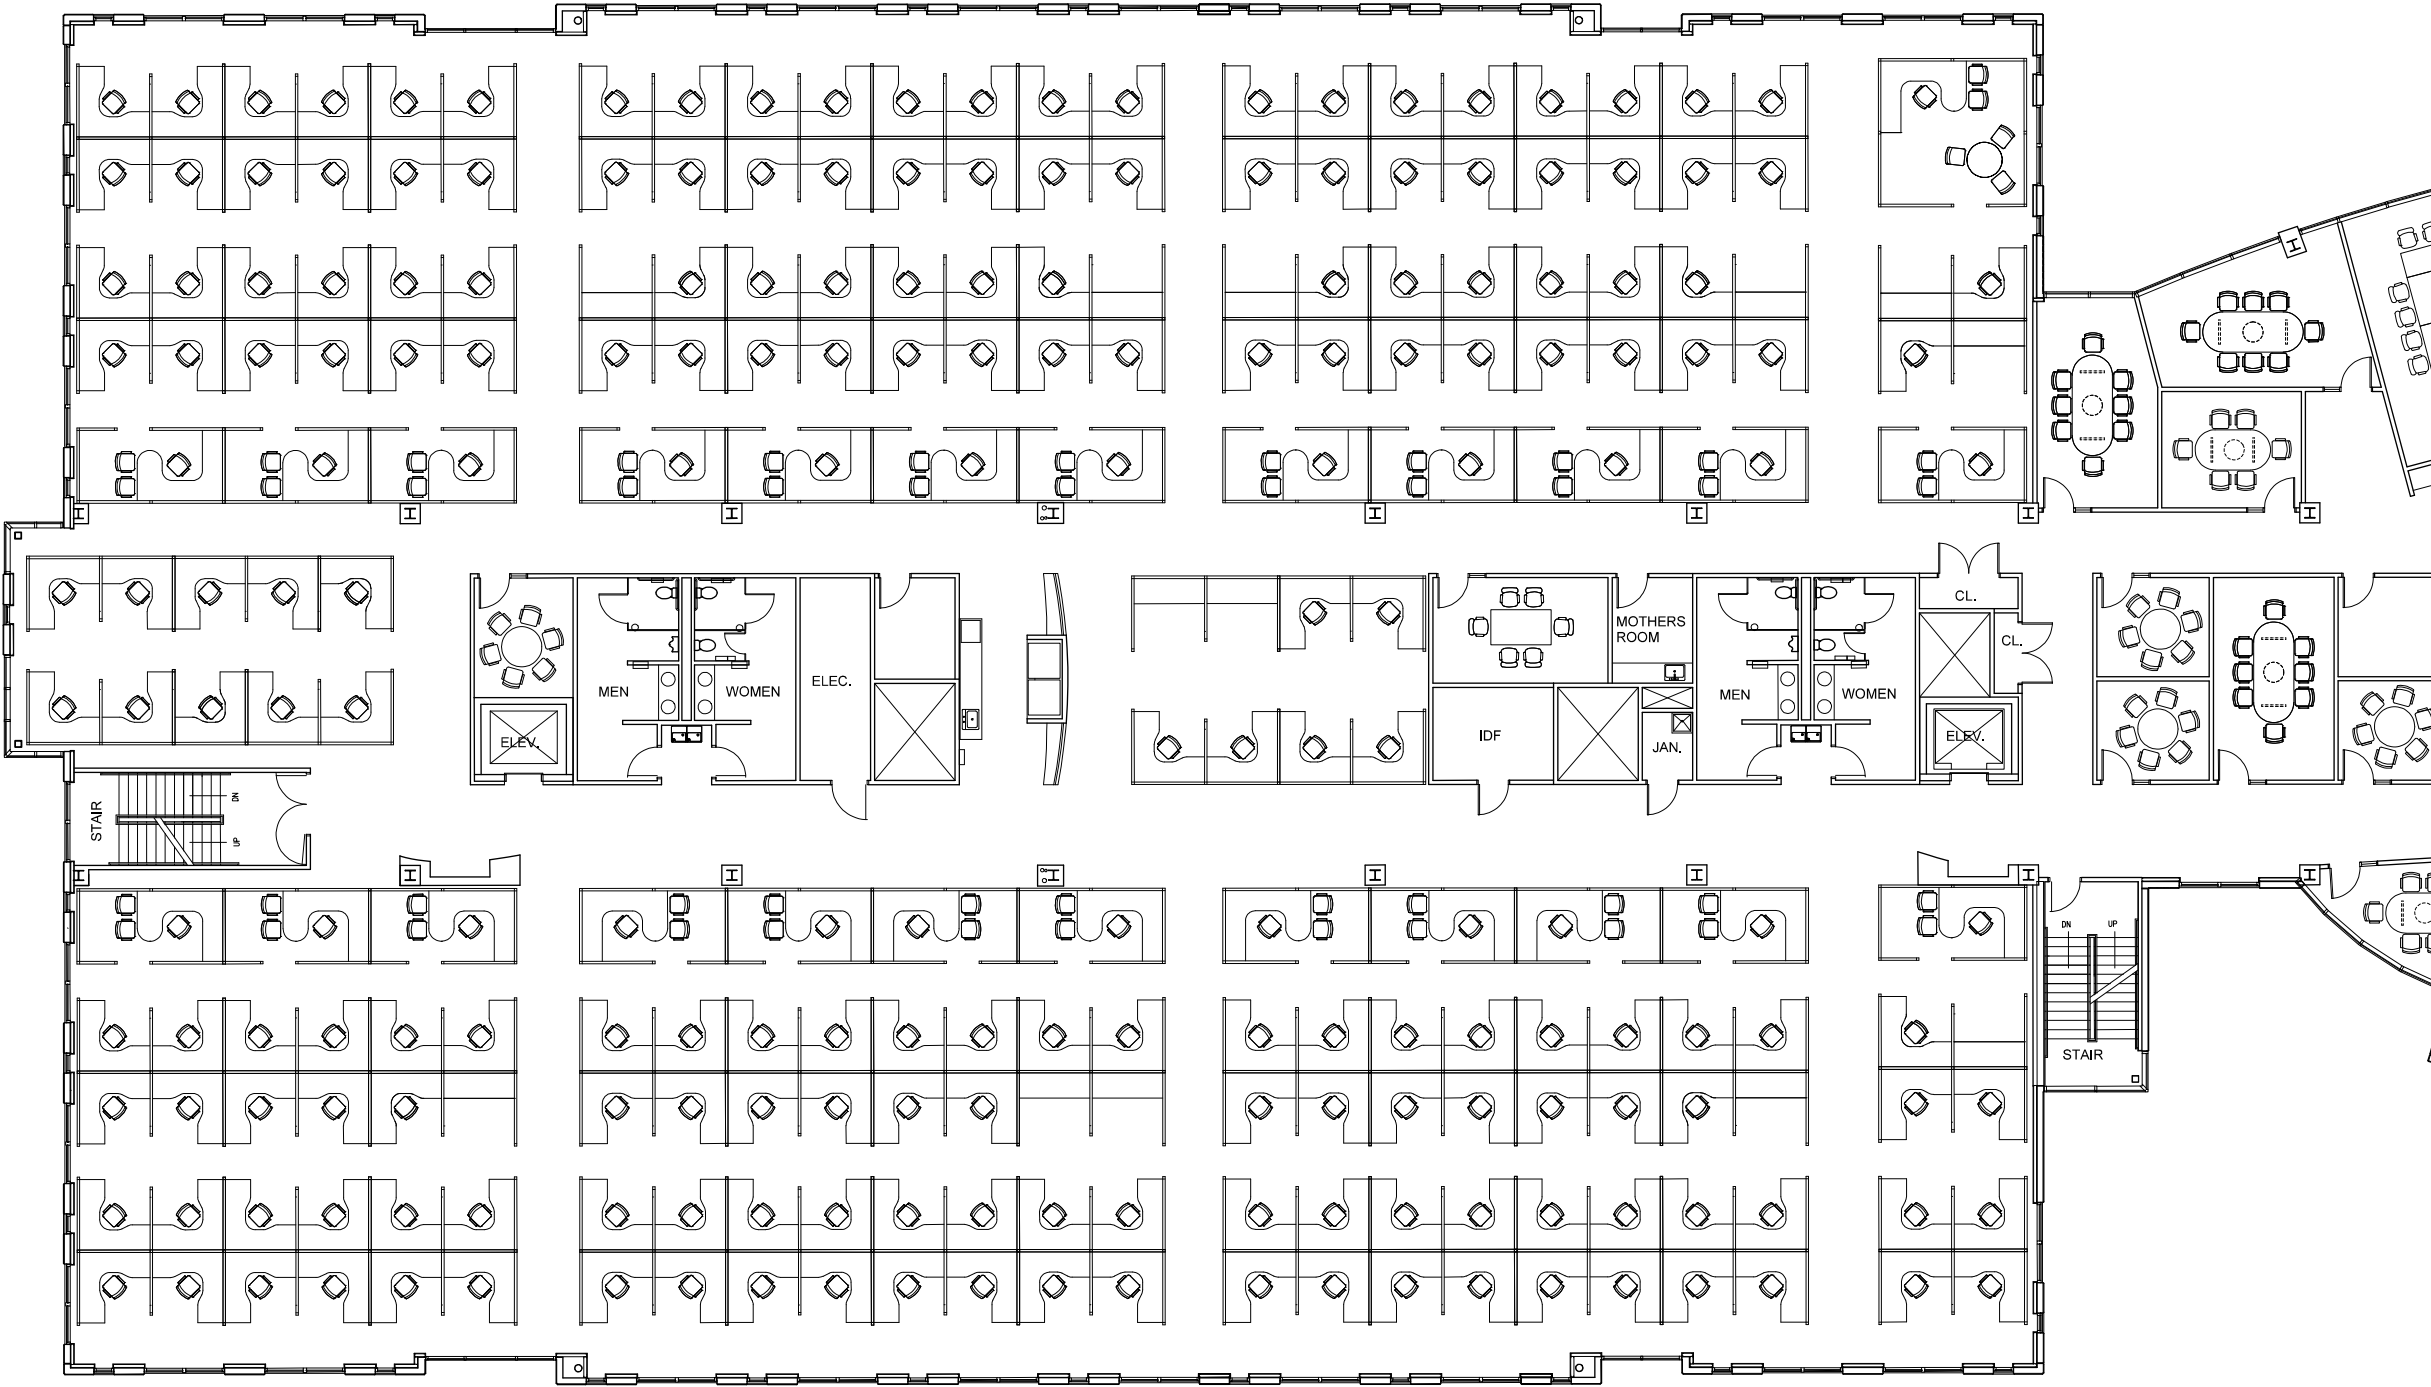 CL.
MOTHERS
ROOM
CL.
ELEC.
MEN
WOMEN
MEN
WOMEN
IDF
JAN.
ELEV.
ELEV.
STAIR
DN
UP
DN
UP
STAIR